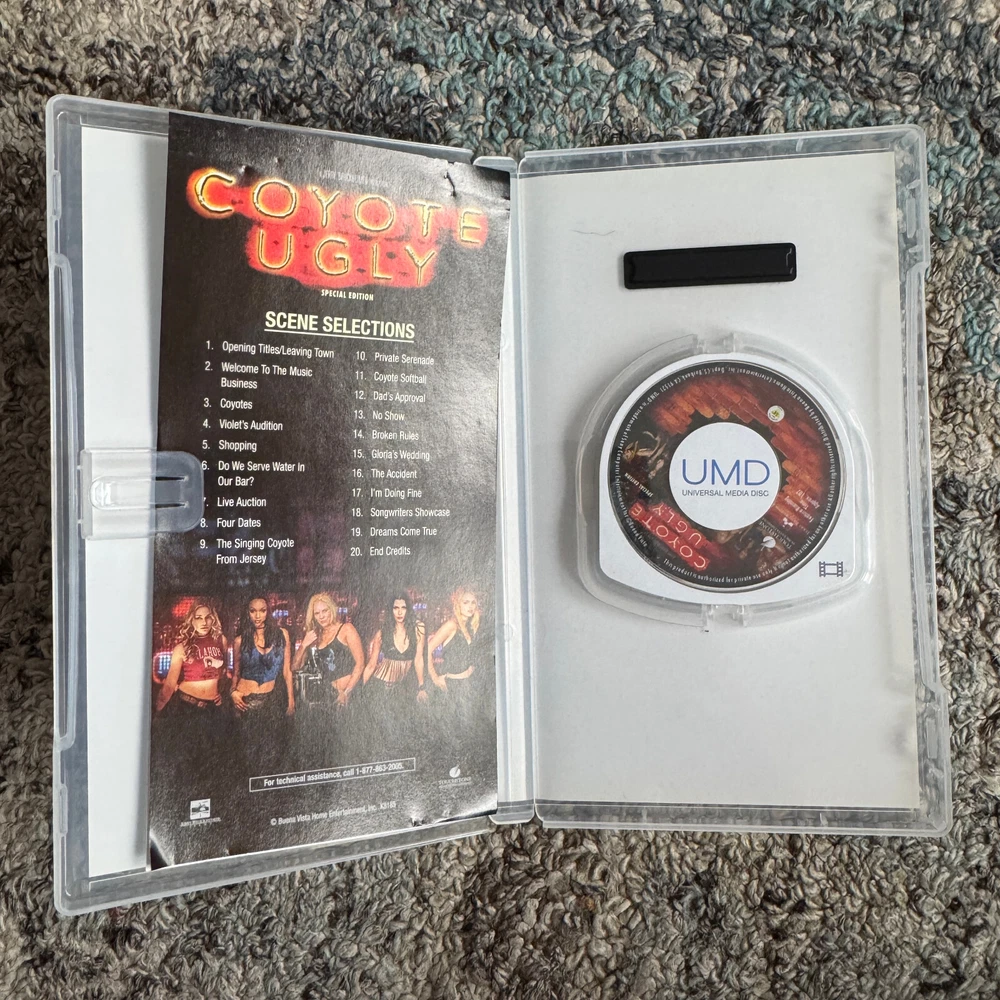 COYOTE
UGLY
SPECIAL EDITION
SCENE SELECTIONS
1. Opening Titles/Leaving Town
2. Welcome To The Music
Business
3. Coyotes
4. Violet's Audition
5. Shopping
6. Do We Serve Water In
Our Bar?
7. Live Auction
8. Four Dates
9. The Singing Coyote
From Jersey
10. Private Serenade
11. Coyote Softball
12. Dad's Approval
13. No Show
14. Broken Rules
15. Gloria's Wedding
16. The Accident
17. I'm Doing Fine
18. Songwriters Showcase
19. Dreams Come True
20. End Credits
For technical assistance, call 1-877-863-2005.
© Buena Vista Home Entertainment, Inc.
UMD
UNIVERSAL MEDIA DISC
COYOTE
UGLY
SPECIAL EDITION